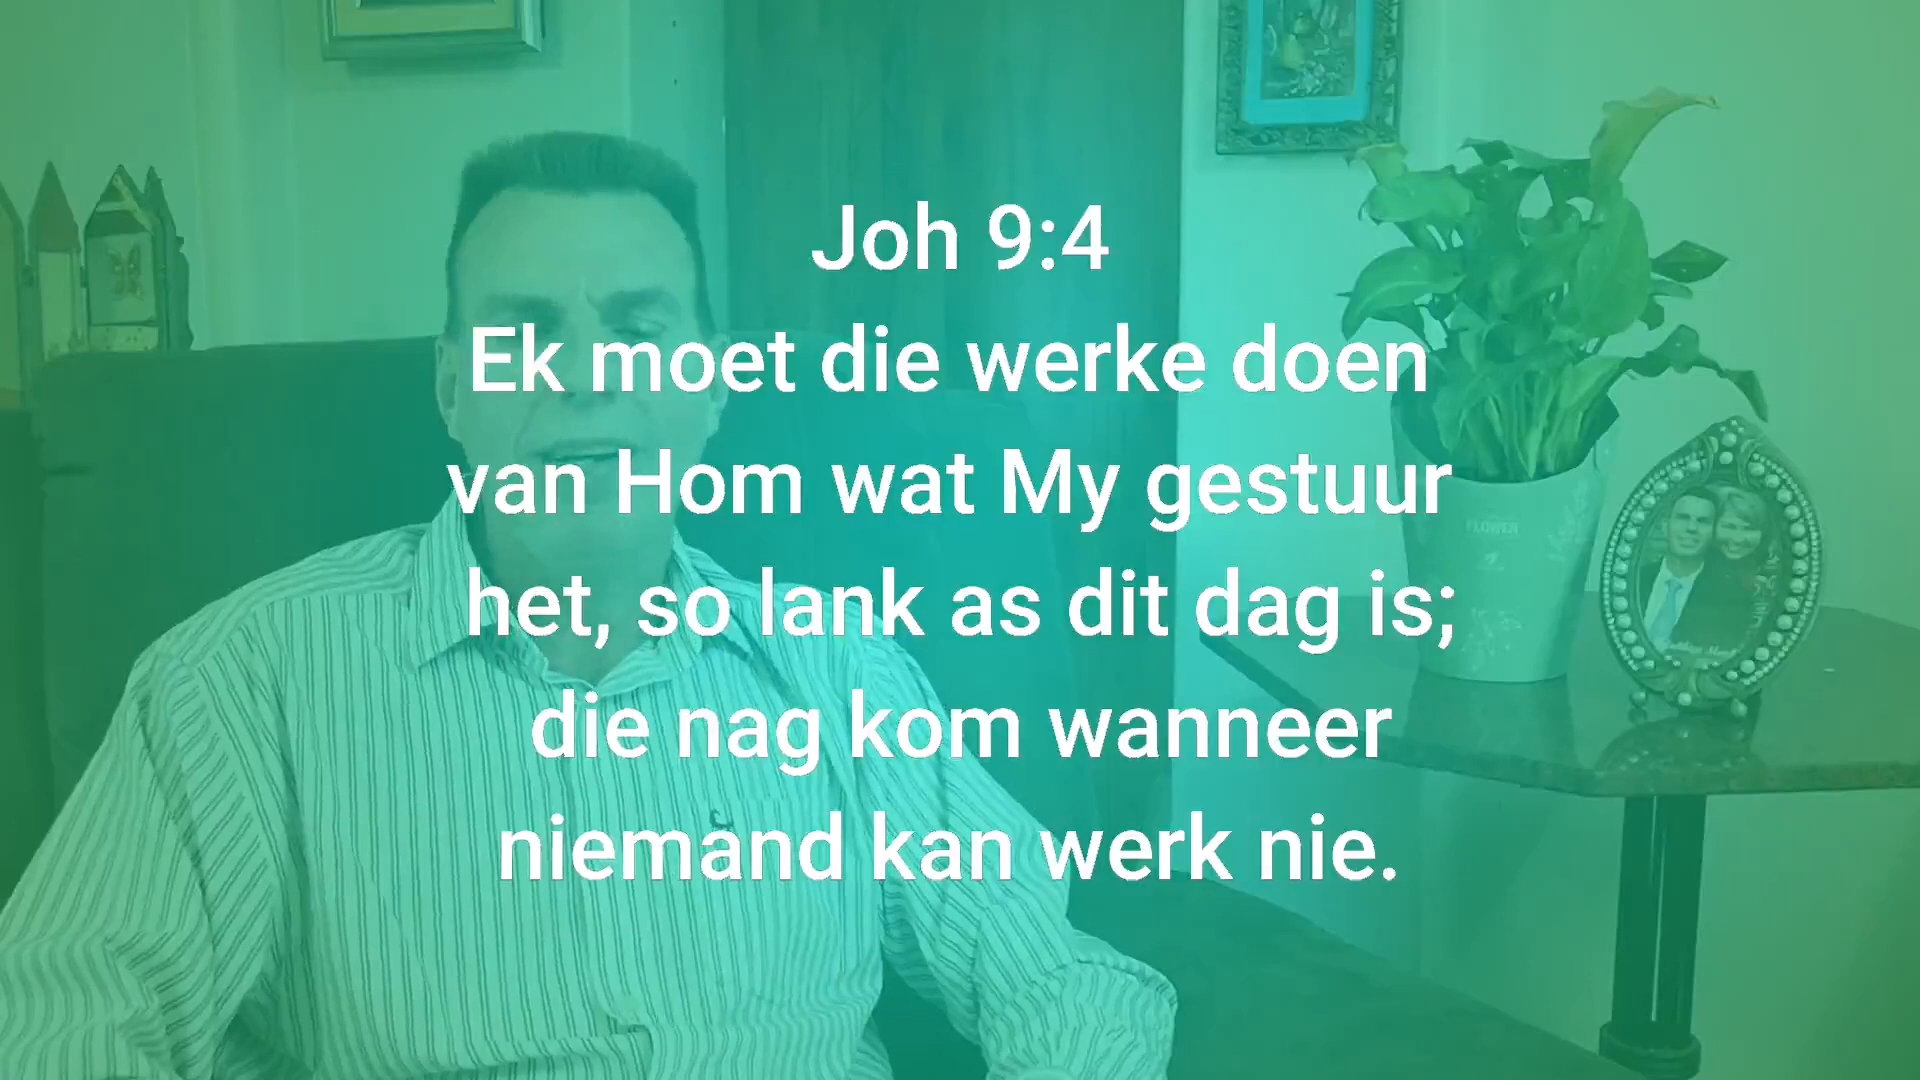 Joh 9:4
Ek moet die werke doen
van Hom wat My gestuur
het, so lank as dit dag is;
die nag kom wanneer
niemand kan werk nie.
FLOWER